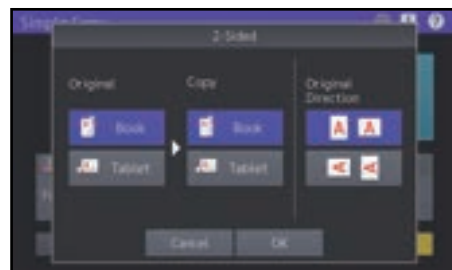 2-Sided
Original
Copy
Original
Direction
Book
Book
Tablet
Tablet
Cancel
OK